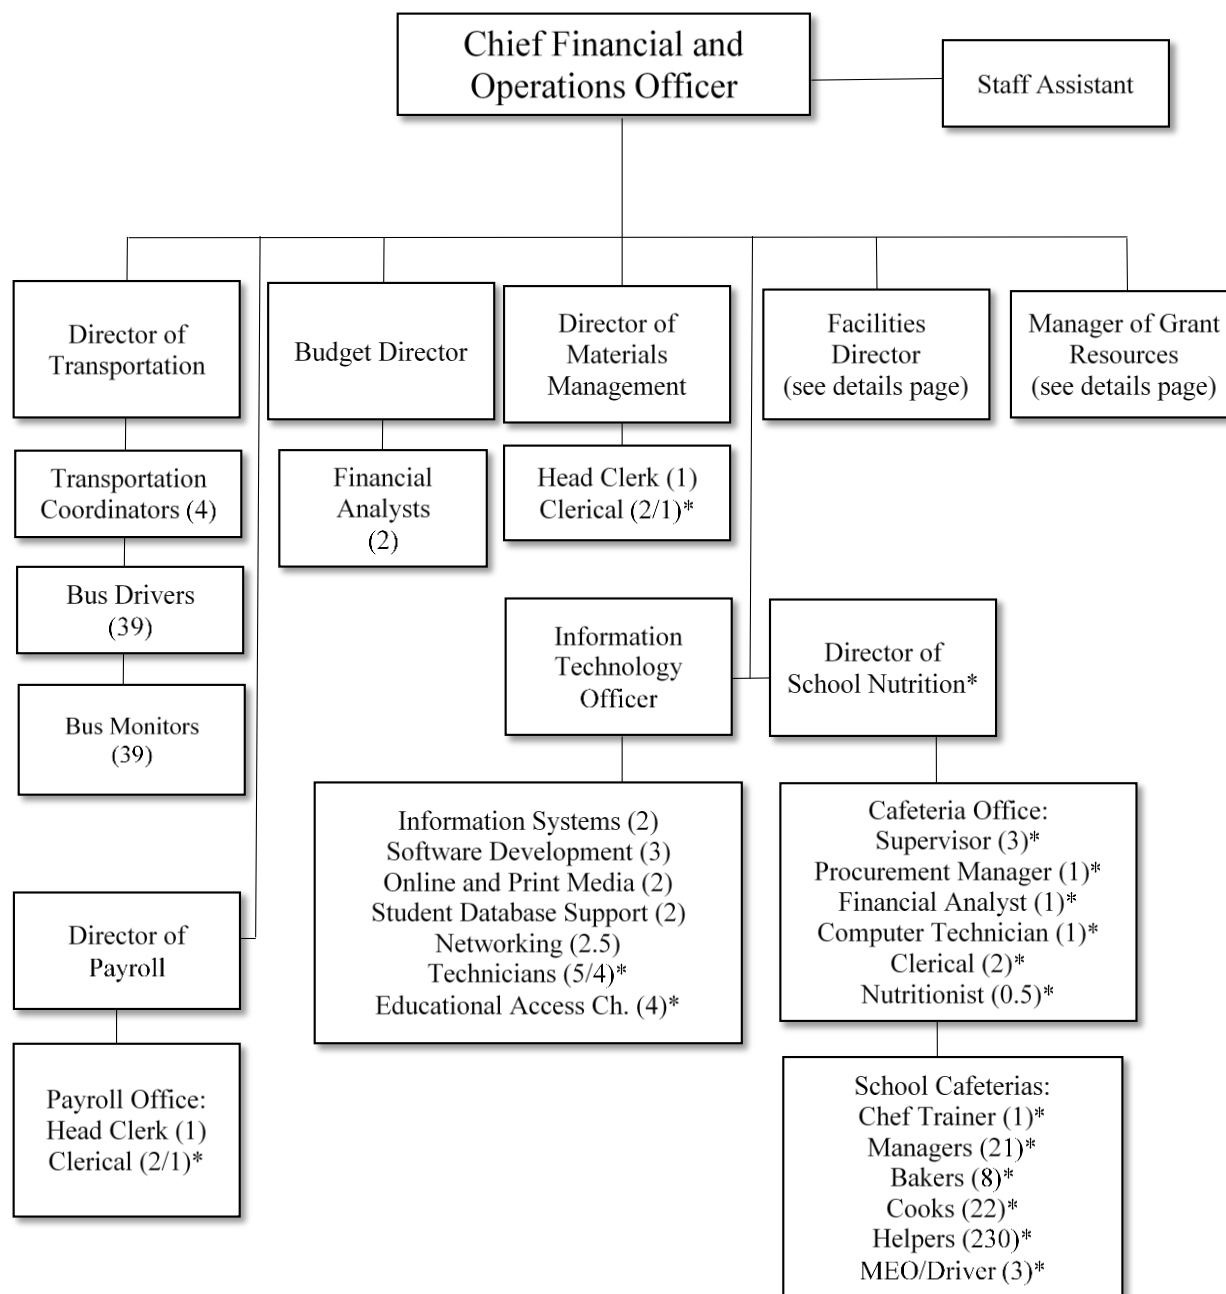 Chief Financial and
Operations Officer
Staff Assistant
Director of
Transportation
Budget Director
Director of
Materials
Management
Facilities
Director
(see details page)
Manager of Grant
Resources
(see details page)
Transportation
Coordinators (4)
Financial
Analysts
(2)
Head Clerk (1)
Clerical (2/1)*
Bus Drivers
(39)
Bus Monitors
(39)
Information
Technology
Officer
Director of
School Nutrition*
Information Systems (2)
Software Development (3)
Online and Print Media (2)
Student Database Support (2)
Networking (2.5)
Technicians (5/4)*
Educational Access Ch. (4)*
Cafeteria Office:
Supervisor (3)*
Procurement Manager (1)*
Financial Analyst (1)*
Computer Technician (1)*
Clerical (2)*
Nutritionist (0.5)*
Director of
Payroll
Payroll Office:
Head Clerk (1)
Clerical (2/1)*
School Cafeterias:
Chef Trainer (1)*
Managers (21)*
Bakers (8)*
Cooks (22)*
Helpers (230)*
MEO/Driver (3)*